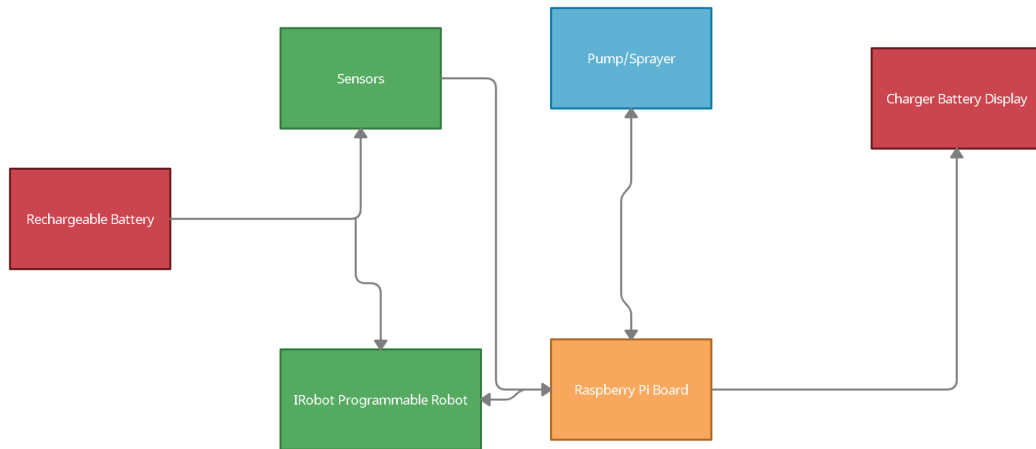 Pump/Sprayer
Sensors
Charger Battery Display
Rechargeable Battery
IRobot Programmable Robot
Raspberry Pi Board